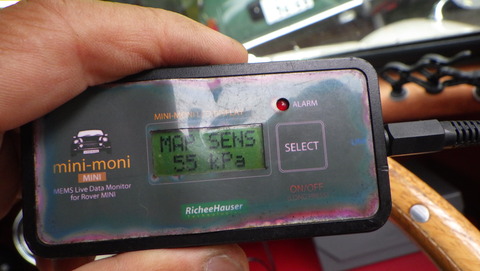 MINI-MONI
ALARM
MAP SENS
55 kPa
SELECT
mini-moni
MINI
MEMS Live Data Monitor
for Rover MINI
ON/OFF
RicheeHauser